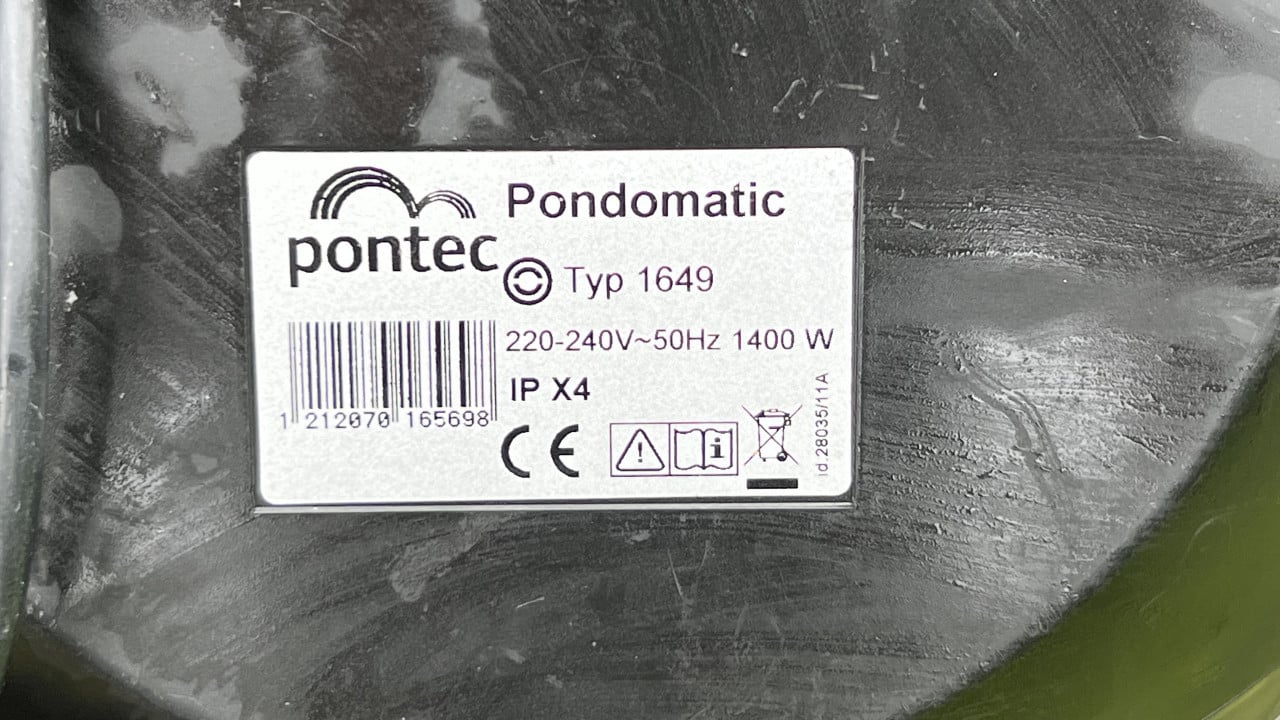 pontec
Pondomatic
Typ 1649
220-240V~50Hz 1400 W
IP X4
1 212070 165698
CE
i
id.28035/11A